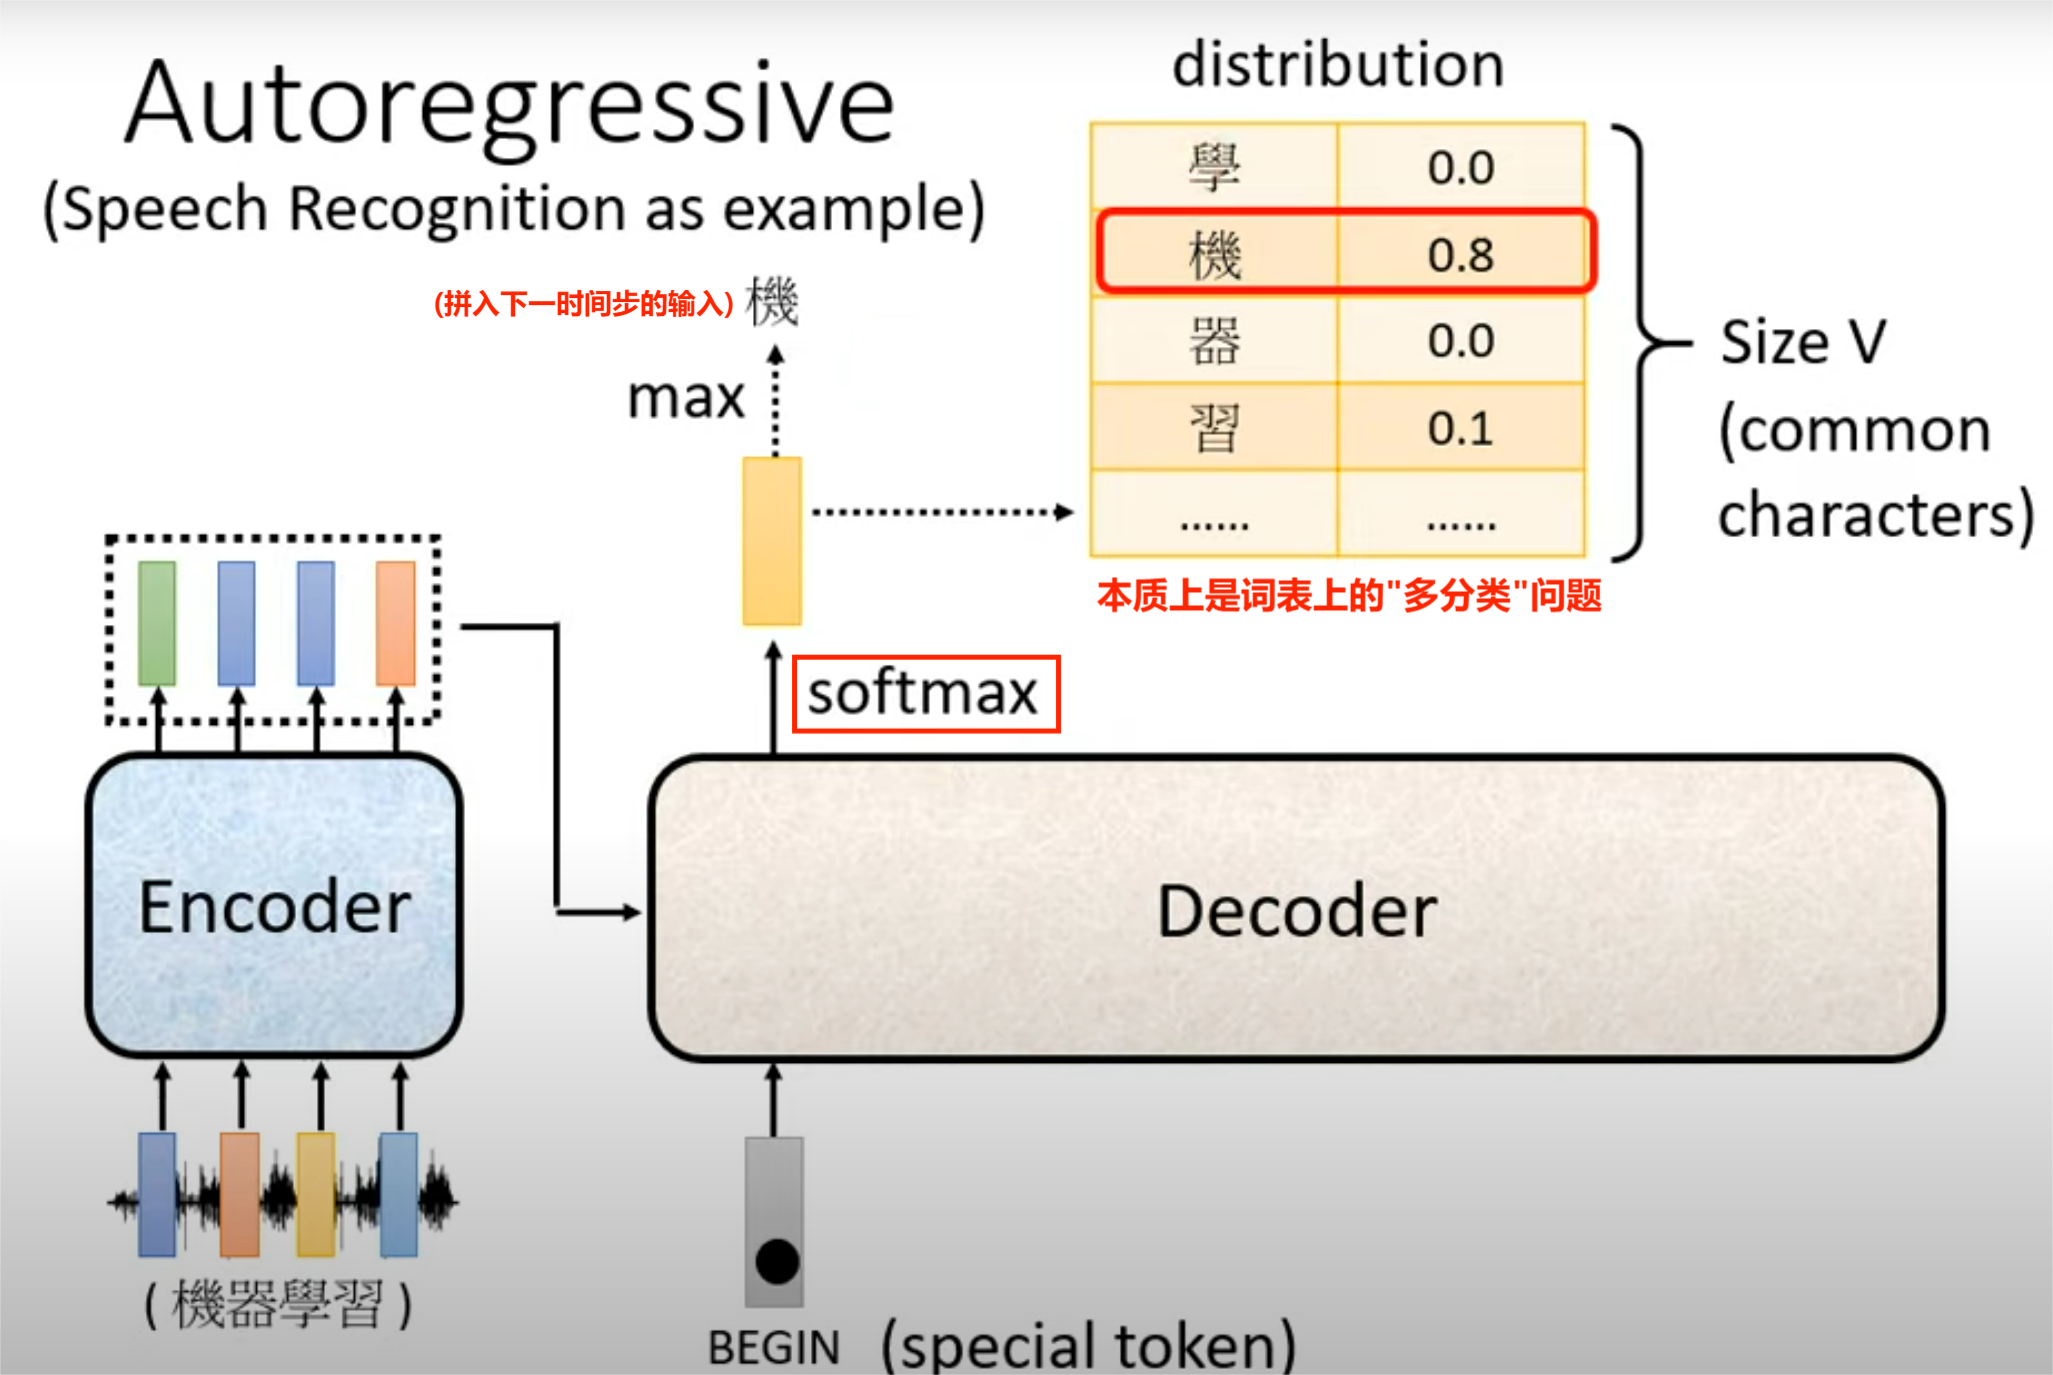 Autoregressive
(Speech Recognition as example)
distribution
學 0.0
機 0.8
器 0.0
習 0.1
...... ......
Size V
(common
characters)
本质上是词表上的"多分类"问题
(拼入下一时间步的输入) 機
max
softmax
Encoder
Decoder
(機器學習)
BEGIN (special token)